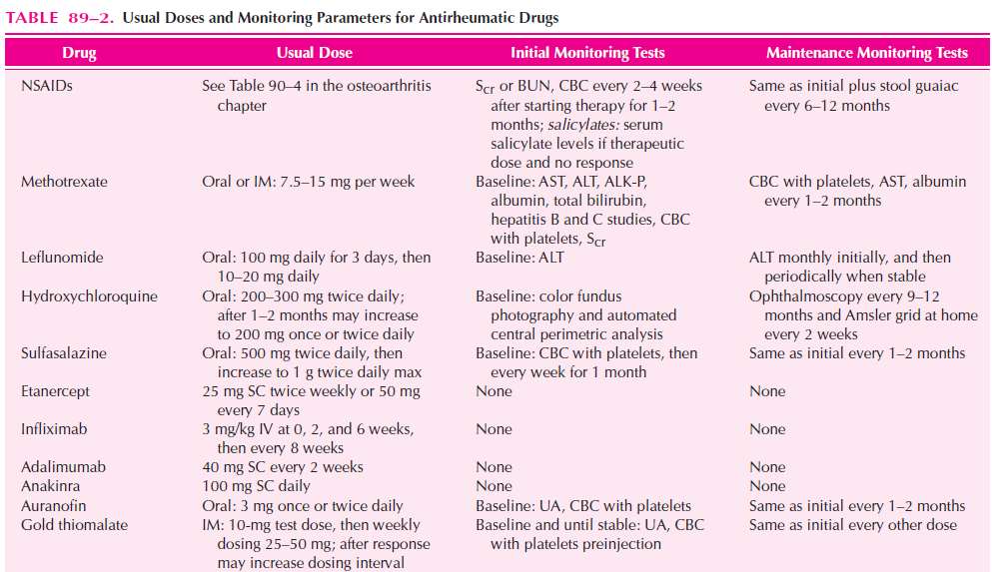 TABLE 89–2. Usual Doses and Monitoring Parameters for Antirheumatic Drugs
Drug Usual Dose Initial Monitoring Tests Maintenance Monitoring Tests
NSAIDs See Table 90–4 in the osteoarthritis Scr or BUN, CBC every 2–4 weeks Same as initial plus stool guaiac
chapter after starting therapy for 1–2 every 6–12 months
months; salicylates: serum
salicylate levels if therapeutic
dose and no response
Methotrexate Oral or IM: 7.5–15 mg per week Baseline: AST, ALT, ALK-P, CBC with platelets, AST, albumin
albumin, total bilirubin, every 1–2 months
hepatitis B and C studies, CBC
with platelets, Scr
Leflunomide Oral: 100 mg daily for 3 days, then Baseline: ALT ALT monthly initially, and then
10–20 mg daily periodically when stable
Hydroxychloroquine Oral: 200–300 mg twice daily; Baseline: color fundus Ophthalmoscopy every 9–12
after 1–2 months may increase photography and automated months and Amsler grid at home
to 200 mg once or twice daily central perimetric analysis every 2 weeks
Sulfasalazine Oral: 500 mg twice daily, then Baseline: CBC with platelets, then Same as initial every 1–2 months
increase to 1 g twice daily max every week for 1 month
Etanercept 25 mg SC twice weekly or 50 mg None None
every 7 days
Infliximab 3 mg/kg IV at 0, 2, and 6 weeks, None None
then every 8 weeks
Adalimumab 40 mg SC every 2 weeks None None
Anakinra 100 mg SC daily None None
Auranofin Oral: 3 mg once or twice daily Baseline: UA, CBC with platelets Same as initial every 1–2 months
Gold thiomalate IM: 10-mg test dose, then weekly Baseline and until stable: UA, CBC Same as initial every other dose
dosing 25–50 mg; after response with platelets preinjection
may increase dosing interval